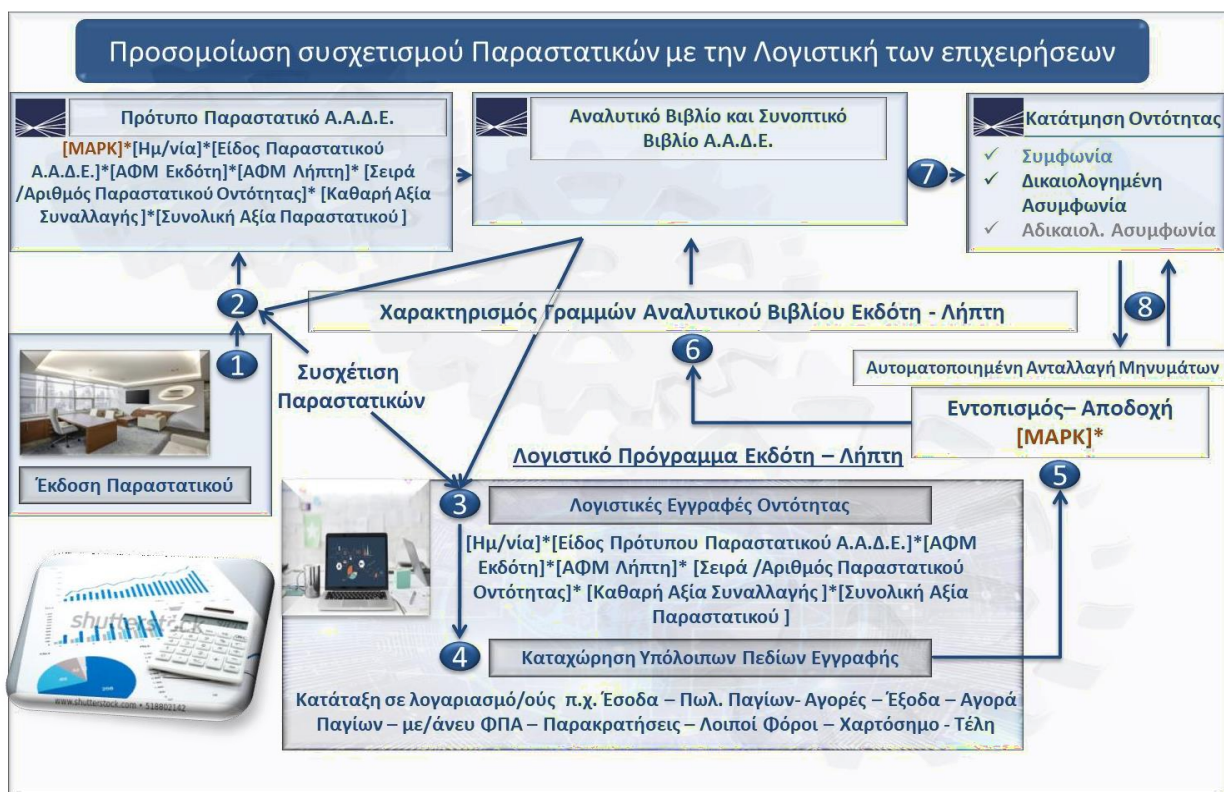 Προσομοίωση συσχετισμού Παραστατικών με την Λογιστική των επιχειρήσεων
Πρότυπο Παραστατικό Α.Α.Δ.Ε.
[ΜΑΡΚ]*[Ημ/νία]*[Είδος Παραστατικού
Α.Α.Δ.Ε.]*[ΑΦΜ Εκδότη]*[ΑΦΜ Λήπτη]* [Σειρά
/Αριθμός Παραστατικού Οντότητας]* [Καθαρή Αξία
Συναλλαγής ]*[Συνολική Αξία Παραστατικού ]
Αναλυτικό Βιβλίο και Συνοπτικό
Βιβλίο Α.Α.Δ.Ε.
7
Κατάτμηση Οντότητας
✓ Συμφωνία
✓ Δικαιολογημένη
Ασυμφωνία
✓ Αδικαιολ. Ασυμφωνία
2
Χαρακτηρισμός Γραμμών Αναλυτικού Βιβλίου Εκδότη - Λήπτη
8
1
6
Συσχέτιση
Παραστατικών
Αυτοματοποιημένη Ανταλλαγή Μηνυμάτων
Εντοπισμός– Αποδοχή
[ΜΑΡΚ]*
5
Έκδοση Παραστατικού
Λογιστικό Πρόγραμμα Εκδότη – Λήπτη
3
Λογιστικές Εγγραφές Οντότητας
[Ημ/νία]*[Είδος Πρότυπου Παραστατικού Α.Α.Δ.Ε.]*[ΑΦΜ
Εκδότη]*[ΑΦΜ Λήπτη]* [Σειρά /Αριθμός Παραστατικού
Οντότητας]* [Καθαρή Αξία Συναλλαγής ]*[Συνολική Αξία
Παραστατικού ]
4
Καταχώρηση Υπόλοιπων Πεδίων Εγγραφής
Κατάταξη σε λογαριασμό/ούς π.χ. Έσοδα – Πωλ. Παγίων- Αγορές – Έξοδα – Αγορά
Παγίων – με/άνευ ΦΠΑ – Παρακρατήσεις – Λοιποί Φόροι – Χαρτόσημο - Τέλη
shutterstock
www.shutterstock.com • 518802142